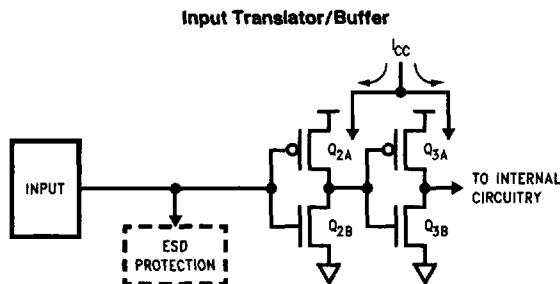 Input Translator/Buffer
ICC
Q2A
Q3A
INPUT
TO INTERNAL
CIRCUITRY
Q2B
Q3B
ESD
PROTECTION